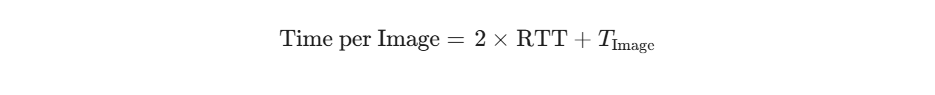 Time per Image = 2 × RTT + T_Image